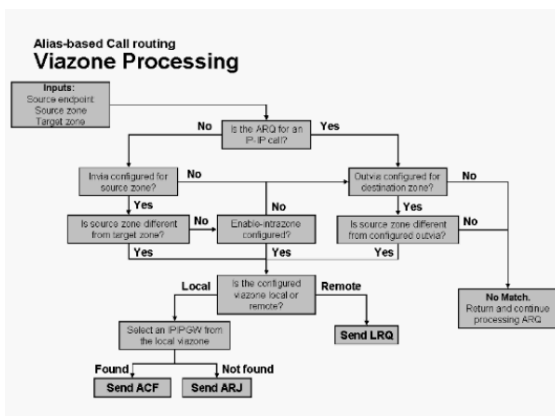 Alias-based Call routing
Viazone Processing
Inputs:
Source endpoint
Source zone
Target zone
Is the ARQ for an
IP-IP call?
No
Yes
Invia configured for
source zone?
No
Outvia configured for
destination zone?
No
Yes
No
Yes
Is source zone different
from target zone?
No
Enable-intrazone
configured?
Is source zone different
from configured outvia?
No
Yes
Yes
Yes
Local
Is the configured
viazone local or
remote?
Remote
No Match.
Return and continue
processing ARQ
Select an IPIPGW from
the local viazone
Send LRQ
Found
Not found
Send ACF
Send ARJ